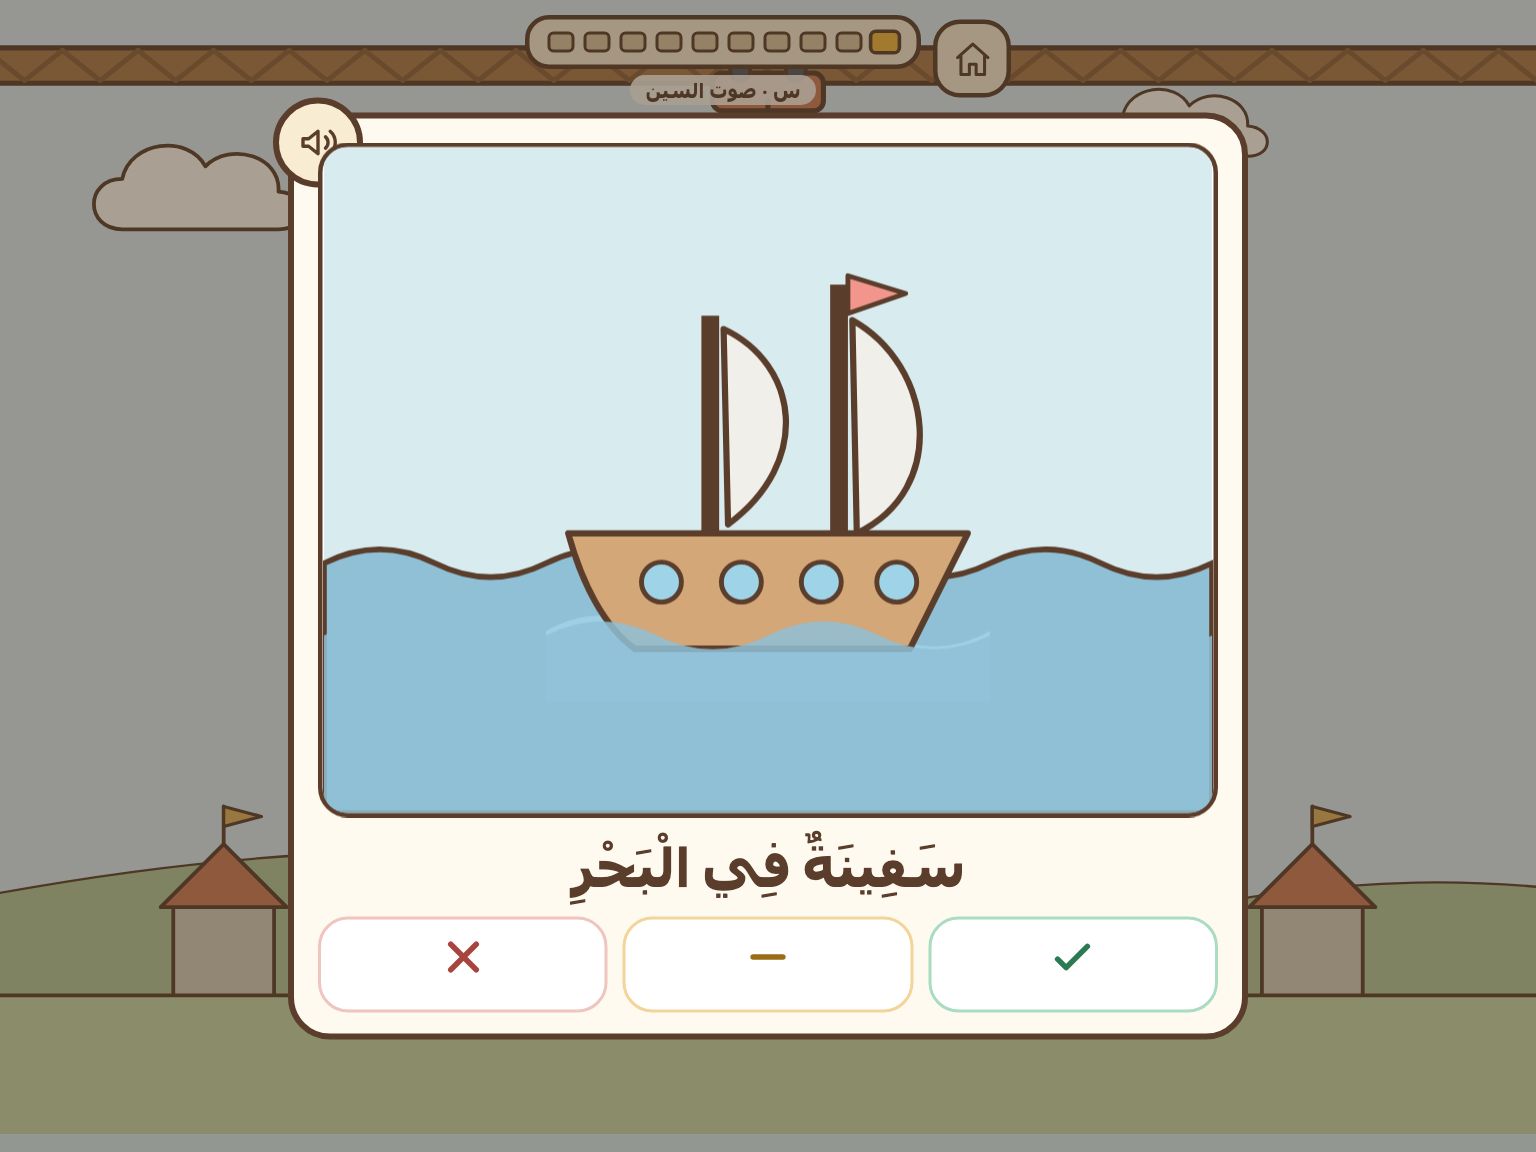 س · صوت السين
سَفِينَةٌ فِي الْبَحْرِ